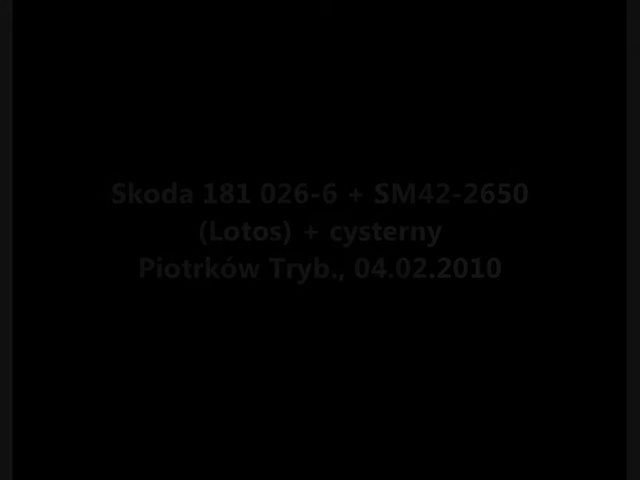 Skoda 181 026-6 + SM42-2650
(Lotos) + cysterny
Piotrków Tryb., 04.02.2010